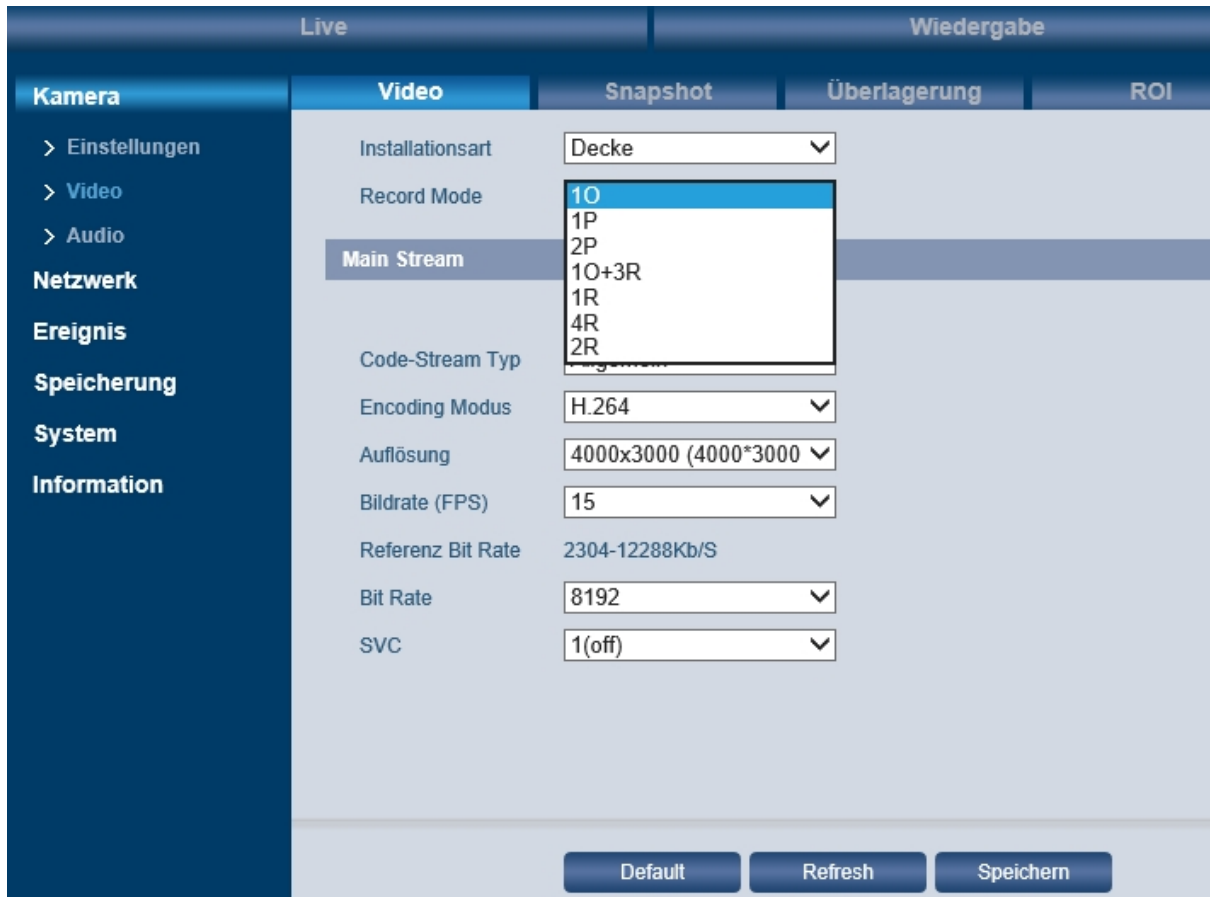 Live Wiedergabe
Kamera Video Snapshot Überlagerung ROI
Einstellungen Installationsart Decke
Video Record Mode 1O
1P
Audio 2P
Netzwerk Main Stream 1O+3R
1R
Ereignis 4R
2R
Speicherung Code-Stream Typ
Encoding Modus H.264
System Auflösung 4000x3000 (4000*3000
Information Bildrate (FPS) 15
Referenz Bit Rate 2304-12288Kb/S
Bit Rate 8192
SVC 1(off)
Default Refresh Speichern